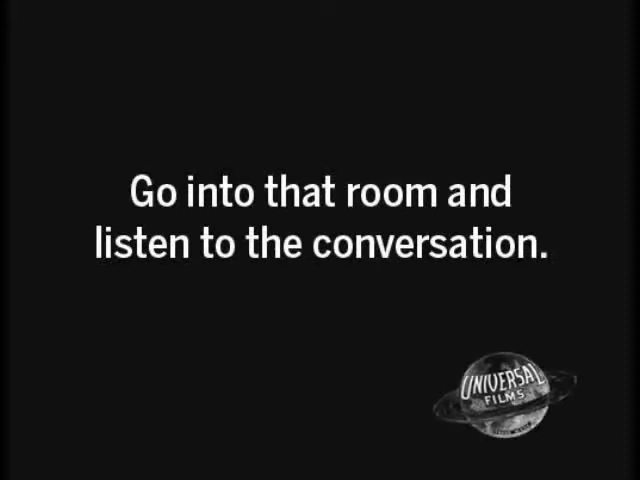 Go into that room and
listen to the conversation.
UNIVERSAL
FILMS